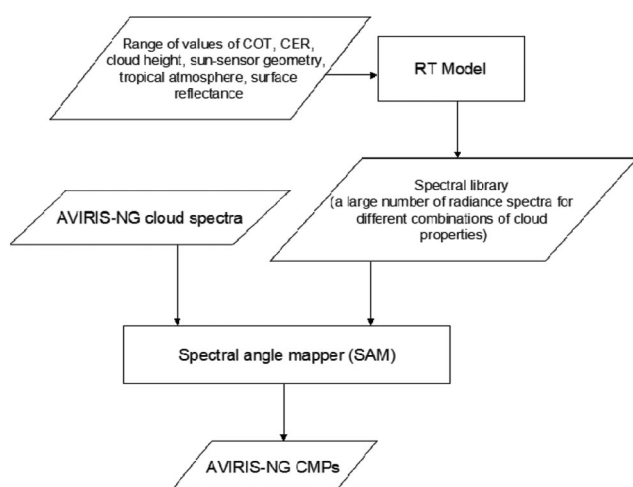 Range of values of COT, CER,
cloud height, sun-sensor geometry,
tropical atmosphere, surface
reflectance
RT Model
Spectral library
(a large number of radiance spectra for
different combinations of cloud
properties)
AVIRIS-NG cloud spectra
Spectral angle mapper (SAM)
AVIRIS-NG CMPs